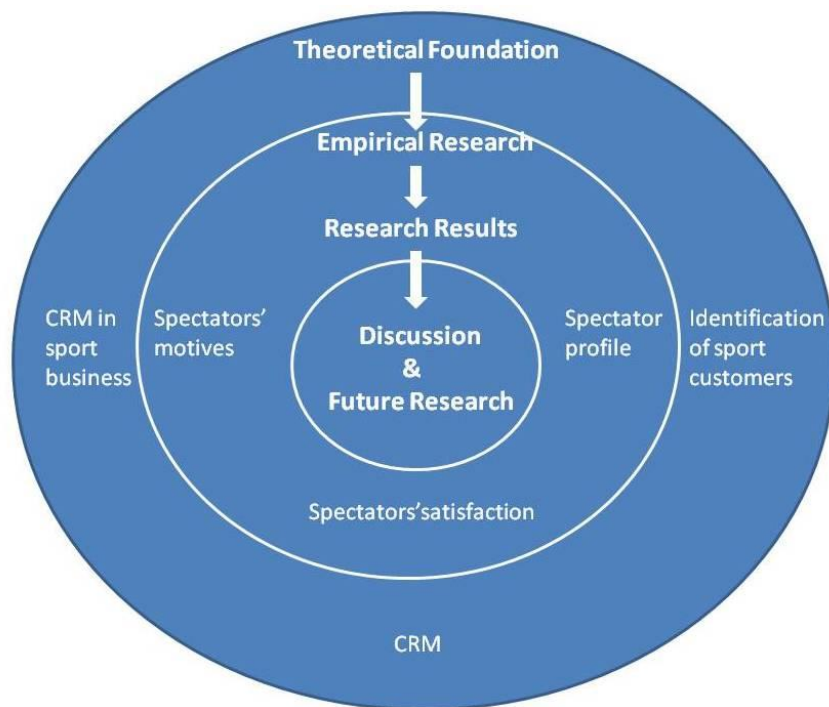 Theoretical Foundation
Empirical Research
Research Results
CRM in
sport
business
Spectators'
motives
Discussion
&
Future Research
Spectator
profile
Identification
of sport
customers
Spectators'satisfaction
CRM